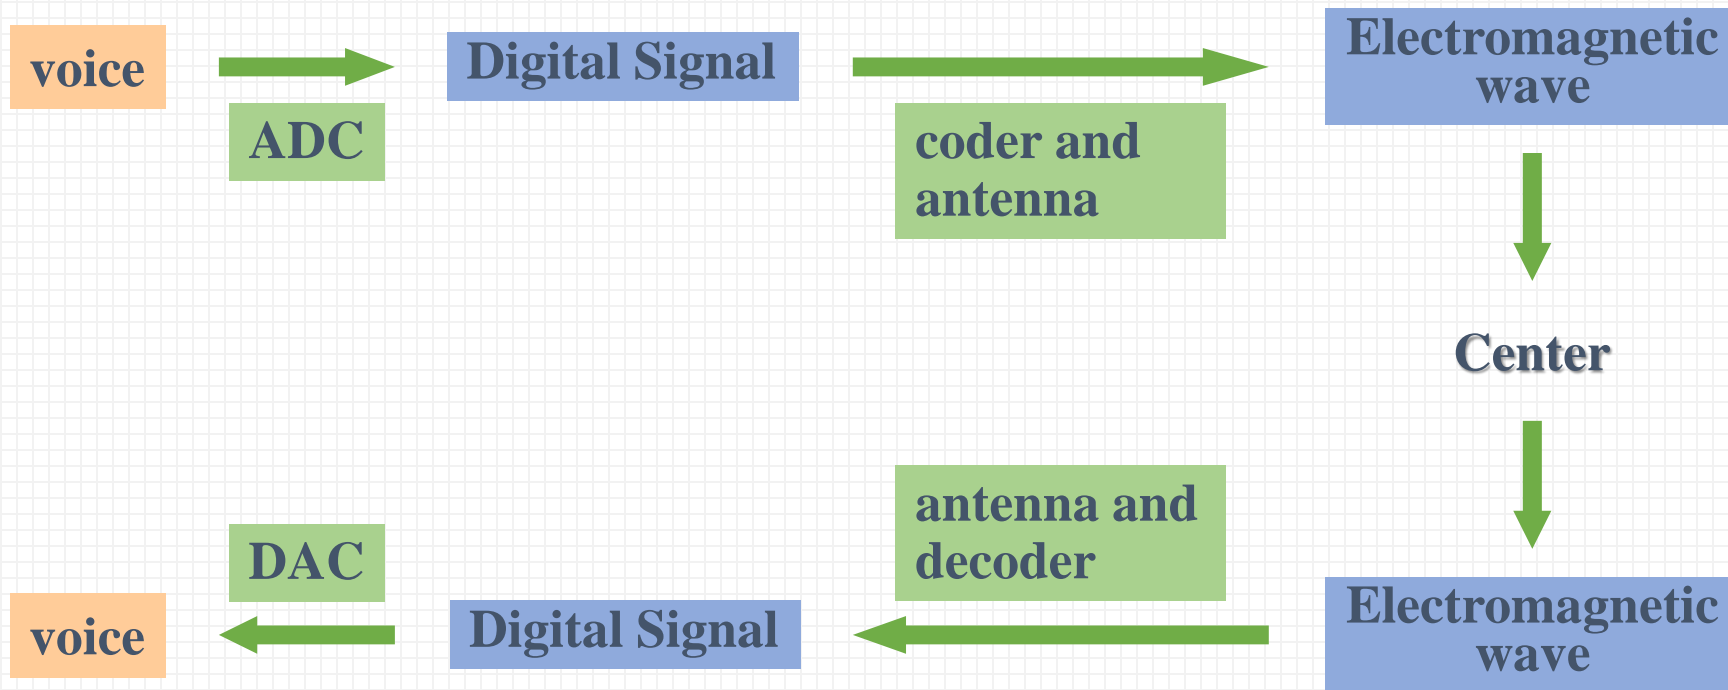 voice
Digital Signal
Electromagnetic
wave
ADC
coder and
antenna
Center
antenna and
decoder
DAC
voice
Digital Signal
Electromagnetic
wave